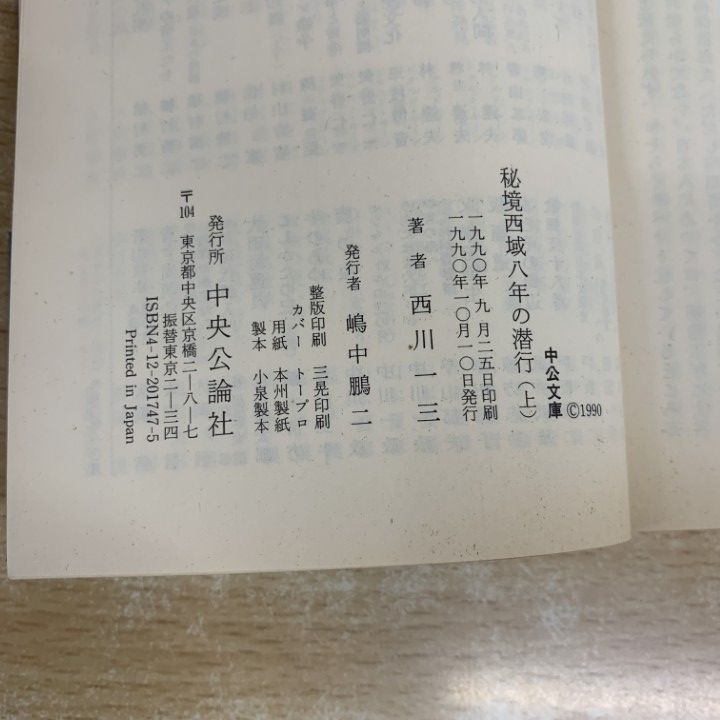 中公文庫
©1990
秘境西域八年の潜行（上）
一九九〇年九月二五日印刷
一九九〇年一〇月一〇日発行
著者 西川一三
発行者 嶋中鵬二
整版印刷 三晃印刷
カバー トープロ
用紙 本州製紙
製本 小泉製本
発行所 中央公論社
〒104 東京都中央区京橋二―八―七
振替東京二―三四
ISBN4-12-201747-5
Printed in Japan